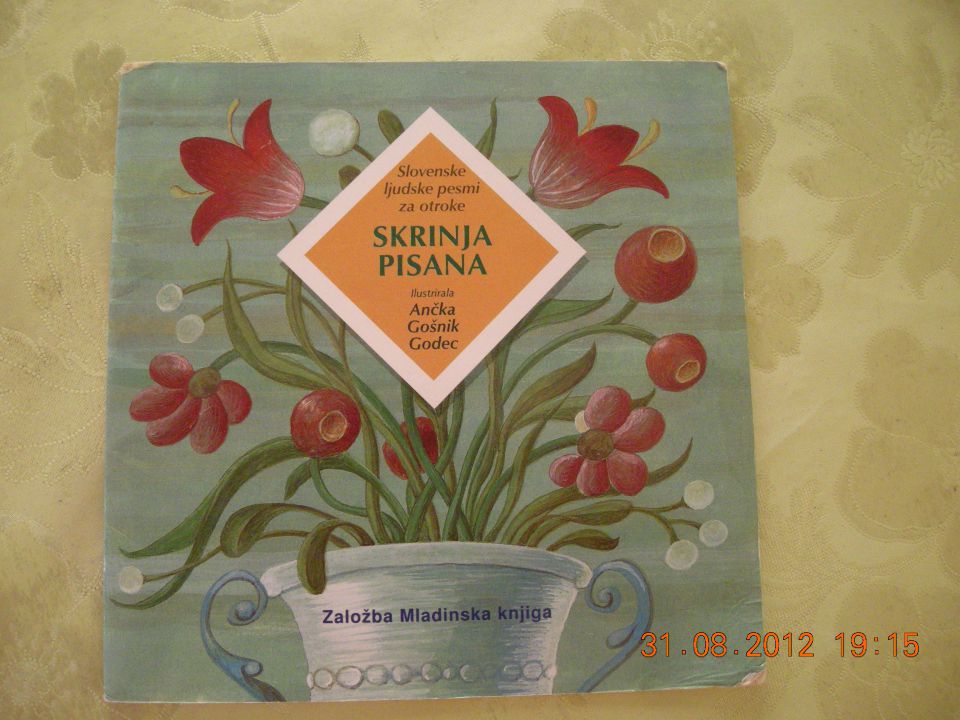 Slovenske
ljudske pesmi
za otroke
SKRINJA
PISANA
Ilustrirala
Ančka
Gošnik
Godec
Založba Mladinska knjiga
31.08.2012 19:15